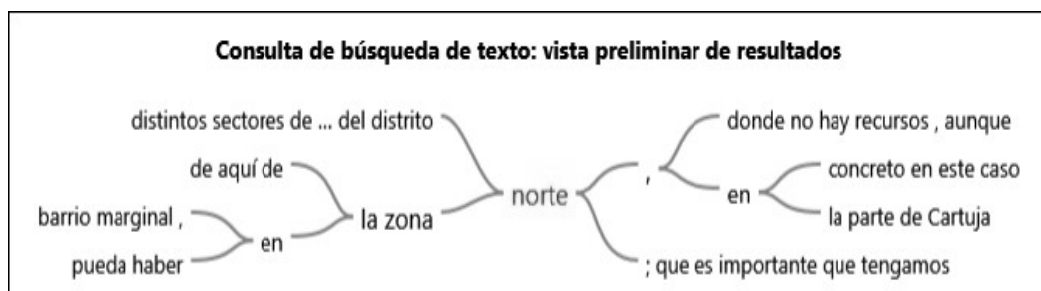 Consulta de búsqueda de texto: vista preliminar de resultados
distintos sectores de ... del distrito
donde no hay recursos , aunque
de aquí de
,
concreto en este caso
norte
en
barrio marginal ,
la zona
la parte de Cartuja
en
pueda haber
; que es importante que tengamos